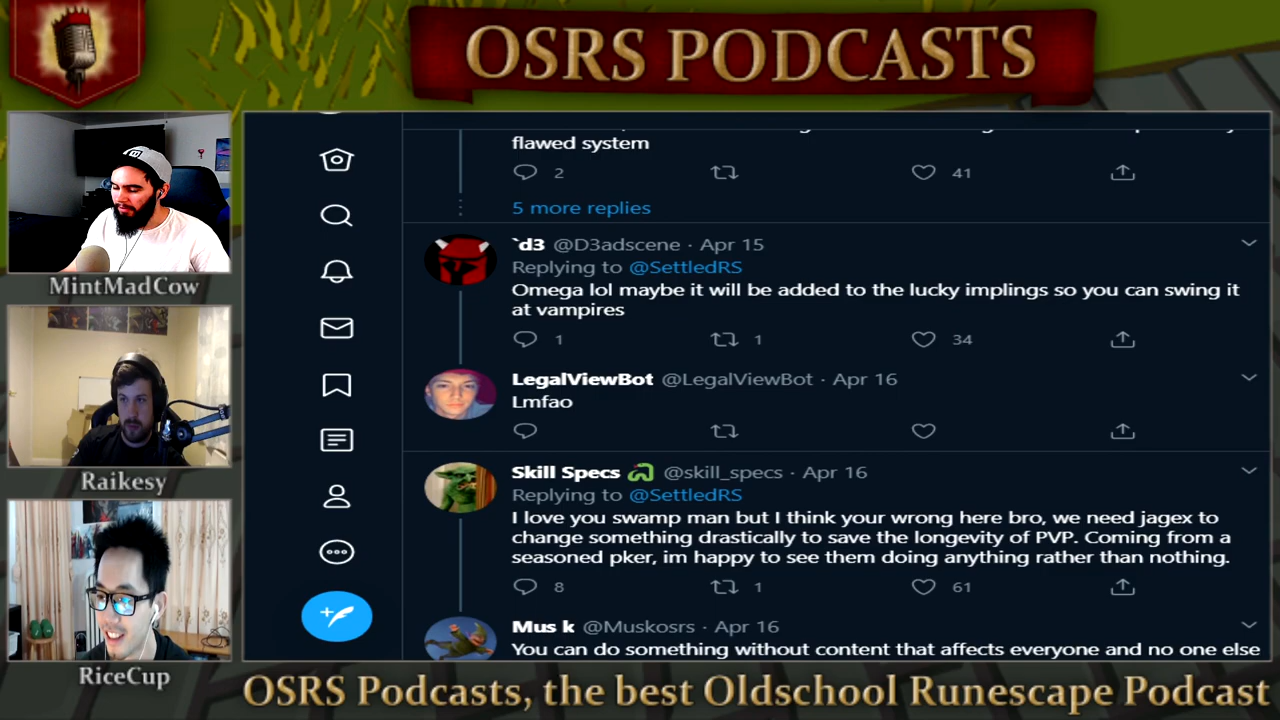 OSRS PODCASTS
MintMadCow
Raikesy
RiceCup
flawed system
2 41
5 more replies
`d3 @D3adscene · Apr 15
Replying to @SettledRS
Omega lol maybe it will be added to the lucky implings so you can swing it
at vampires
1 1 34
LegalViewBot @LegalViewBot · Apr 16
Lmfao
Skill Specs @skill_specs · Apr 16
Replying to @SettledRS
I love you swamp man but I think your wrong here bro, we need jagex to
change something drastically to save the longevity of PVP. Coming from a
seasoned pker, im happy to see them doing anything rather than nothing.
8 1 61
Mus k @Muskosrs · Apr 16
You can do something without content that affects everyone and no one else
OSRS Podcasts, the best Oldschool Runescape Podcast